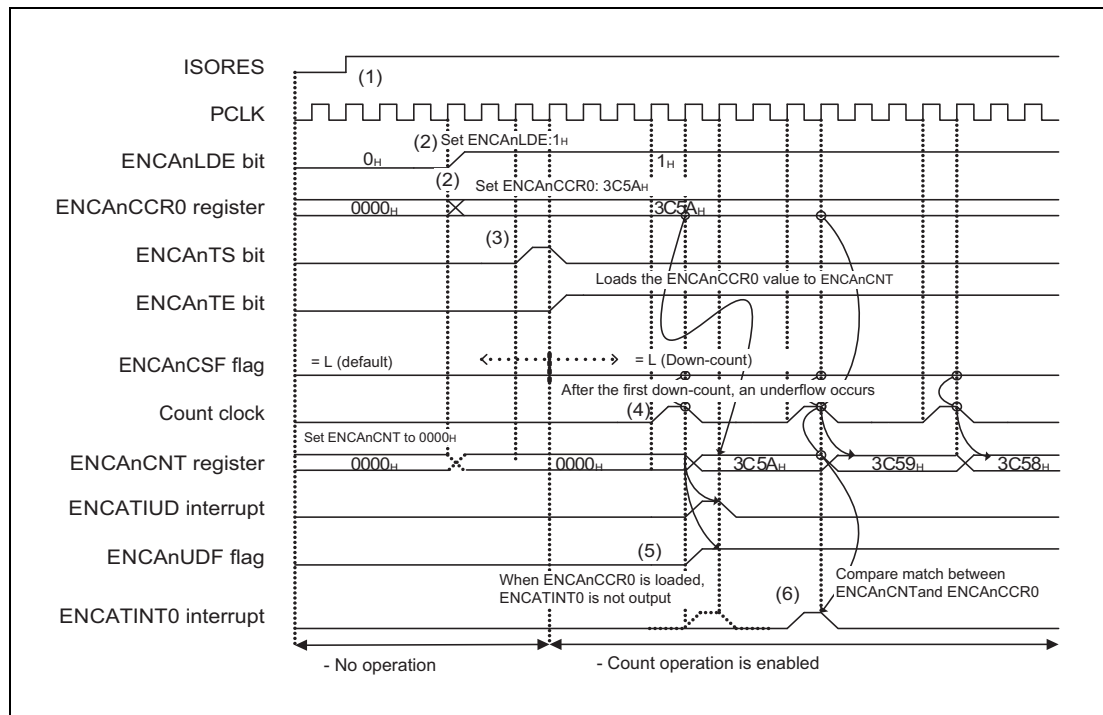 ISORES
(1)
PCLK
(2) Set ENCAnLDE:1H
ENCAnLDE bit
0H
1H
(2)
Set ENCAnCCR0: 3C5AH
ENCAnCCR0 register
0000H
3C5AH
(3)
ENCAnTS bit
Loads the ENCAnCCR0 value to ENCAnCNT
ENCAnTE bit
ENCAnCSF flag
= L (default)
= L (Down-count)
After the first down-count, an underflow occurs
Count clock
(4)
Set ENCAnCNT to 0000H
ENCAnCNT register
0000H
0000H
3C5AH
3C59H
3C58H
ENCATIUD interrupt
ENCAnUDF flag
(5)
When ENCAnCCR0 is loaded,
ENCATINT0 is not output
Compare match between
ENCAnCNTand ENCAnCCR0
(6)
ENCATINT0 interrupt
- No operation
- Count operation is enabled